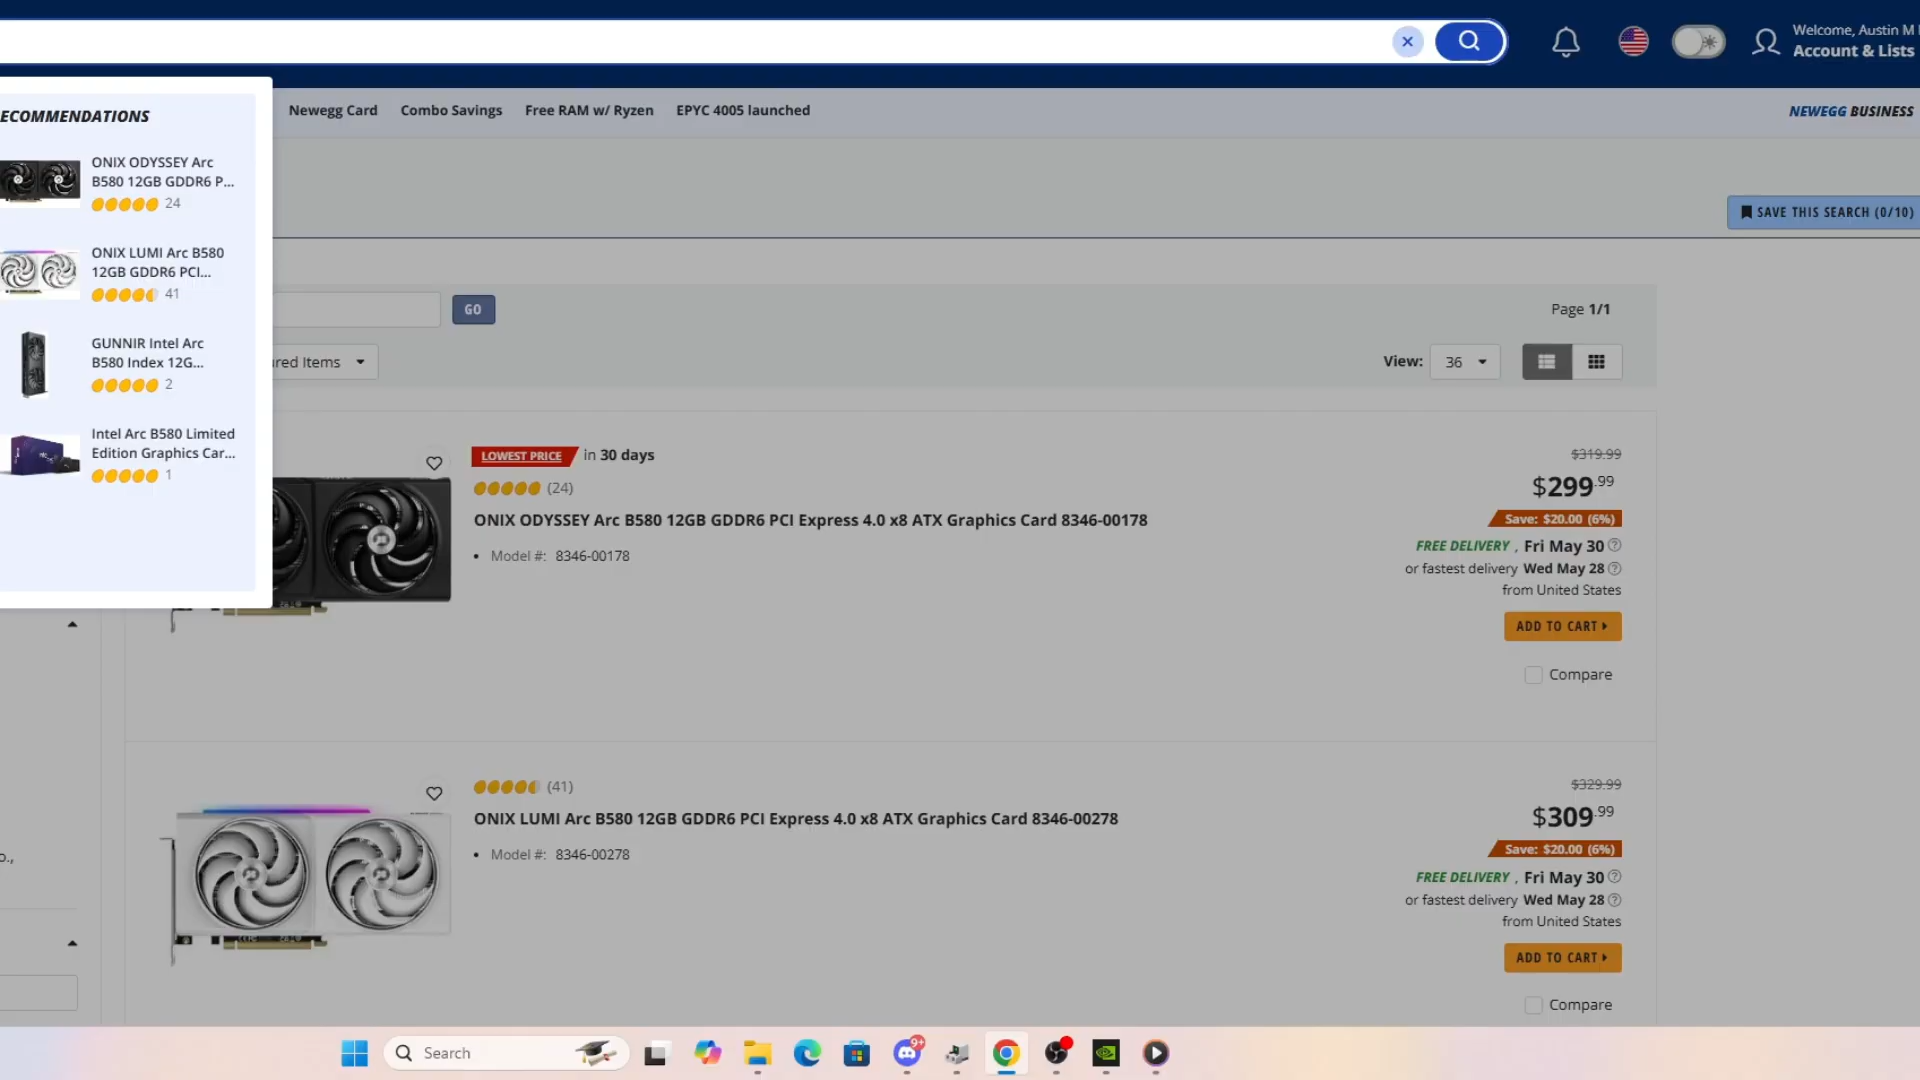 Welcome, Austin M
Account & Lists
ECOMMENDATIONS
ONIX ODYSSEY Arc
B580 12GB GDDR6 P...
24
ONIX LUMI Arc B580
12GB GDDR6 PCI...
41
GUNNIR Intel Arc
B580 Index 12G...
2
Intel Arc B580 Limited
Edition Graphics Car...
1
Newegg Card
Combo Savings
Free RAM w/ Ryzen
EPYC 4005 launched
NEWEGG BUSINESS
SAVE THIS SEARCH (0/10)
GO
Page 1/1
ured Items
View: 36
LOWEST PRICE in 30 days
(24)
ONIX ODYSSEY Arc B580 12GB GDDR6 PCI Express 4.0 x8 ATX Graphics Card 8346-00178
Model #: 8346-00178
$319.99
$299.99
Save: $20.00 (6%)
FREE DELIVERY , Fri May 30
or fastest delivery Wed May 28
from United States
ADD TO CART
Compare
(41)
ONIX LUMI Arc B580 12GB GDDR6 PCI Express 4.0 x8 ATX Graphics Card 8346-00278
Model #: 8346-00278
$329.99
$309.99
Save: $20.00 (6%)
FREE DELIVERY , Fri May 30
or fastest delivery Wed May 28
from United States
ADD TO CART
Compare
o.,
Search
9+